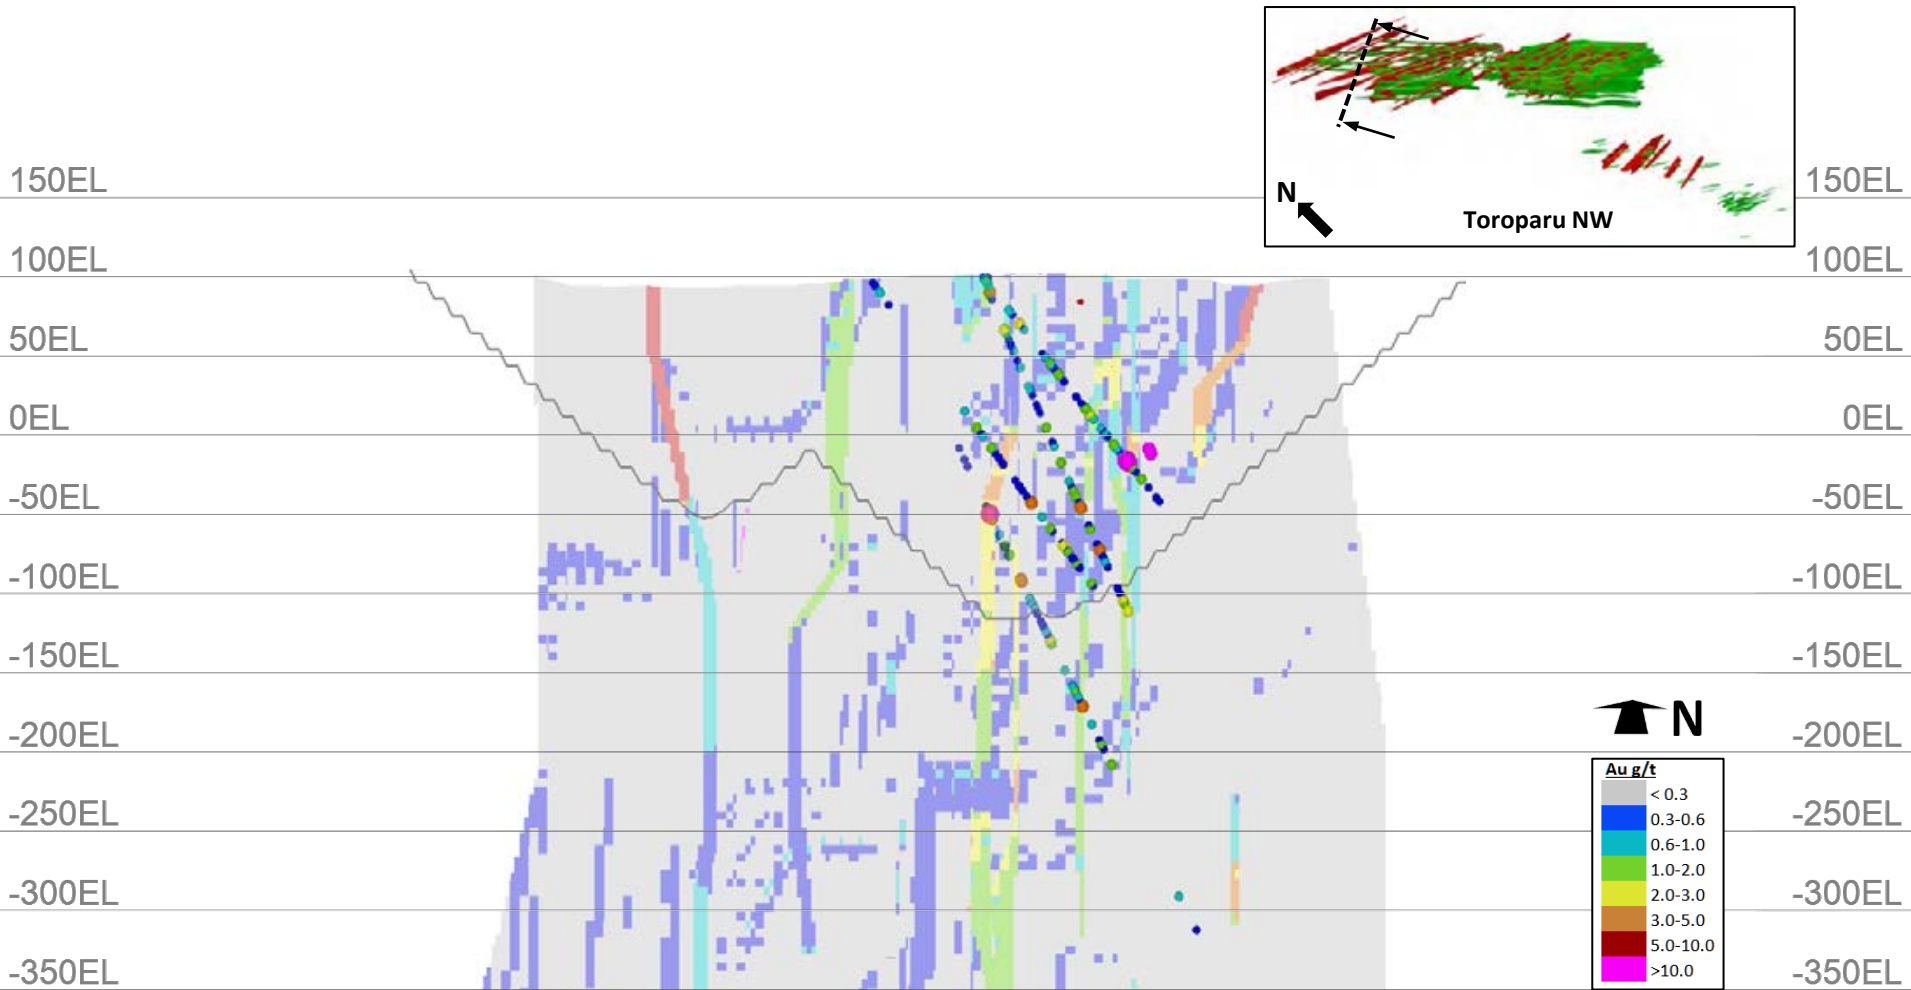 N
Toroparu NW
150EL 150EL
100EL 100EL
50EL 50EL
0EL 0EL
-50EL -50EL
-100EL -100EL
-150EL -150EL
-200EL -200EL
-250EL -250EL
-300EL -300EL
-350EL -350EL
N
Au g/t
< 0.3
0.3-0.6
0.6-1.0
1.0-2.0
2.0-3.0
3.0-5.0
5.0-10.0
>10.0